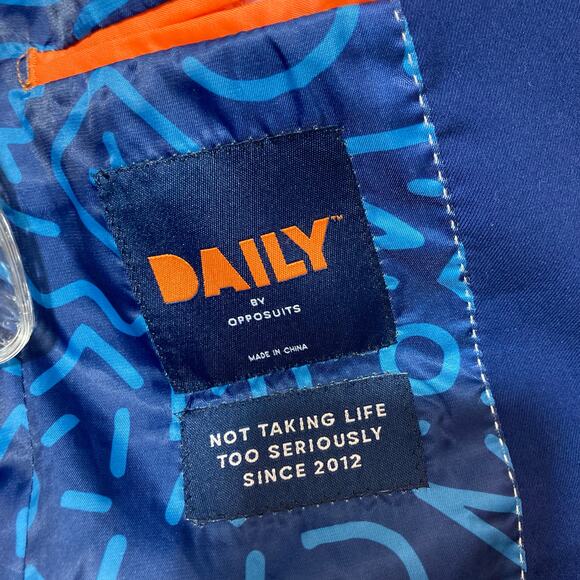 DAILY™
BY
OPPOSUITS
MADE IN CHINA
NOT TAKING LIFE
TOO SERIOUSLY
SINCE 2012